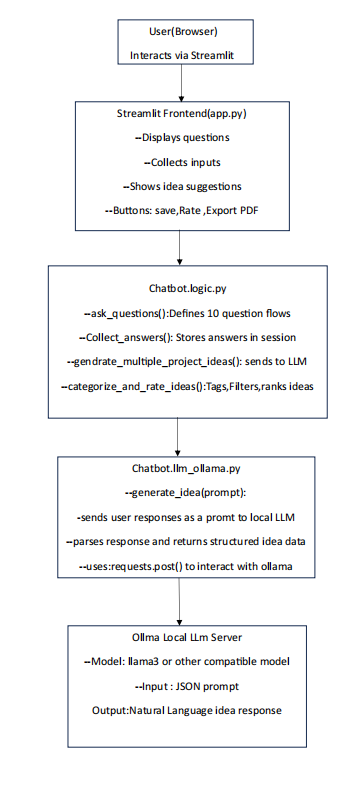 User(Browser)
Interacts via Streamlit
Streamlit Frontend(app.py)
--Displays questions
--Collects inputs
--Shows idea suggestions
--Buttons: save,Rate ,Export PDF
Chatbot.logic.py
--ask_questions():Defines 10 question flows
--Collect_answers(): Stores answers in session
--gendrate_multiple_project_ideas(): sends to LLM
--categorize_and_rate_ideas():Tags,Filters,ranks ideas
Chatbot.llm_ollama.py
--generate_idea(prompt):
-sends user responses as a promt to local LLM
--parses response and returns structured idea data
--uses:requests.post() to interact with ollama
Ollma Local LLm Server
--Model: llama3 or other compatible model
--Input : JSON prompt
Output:Natural Language idea response